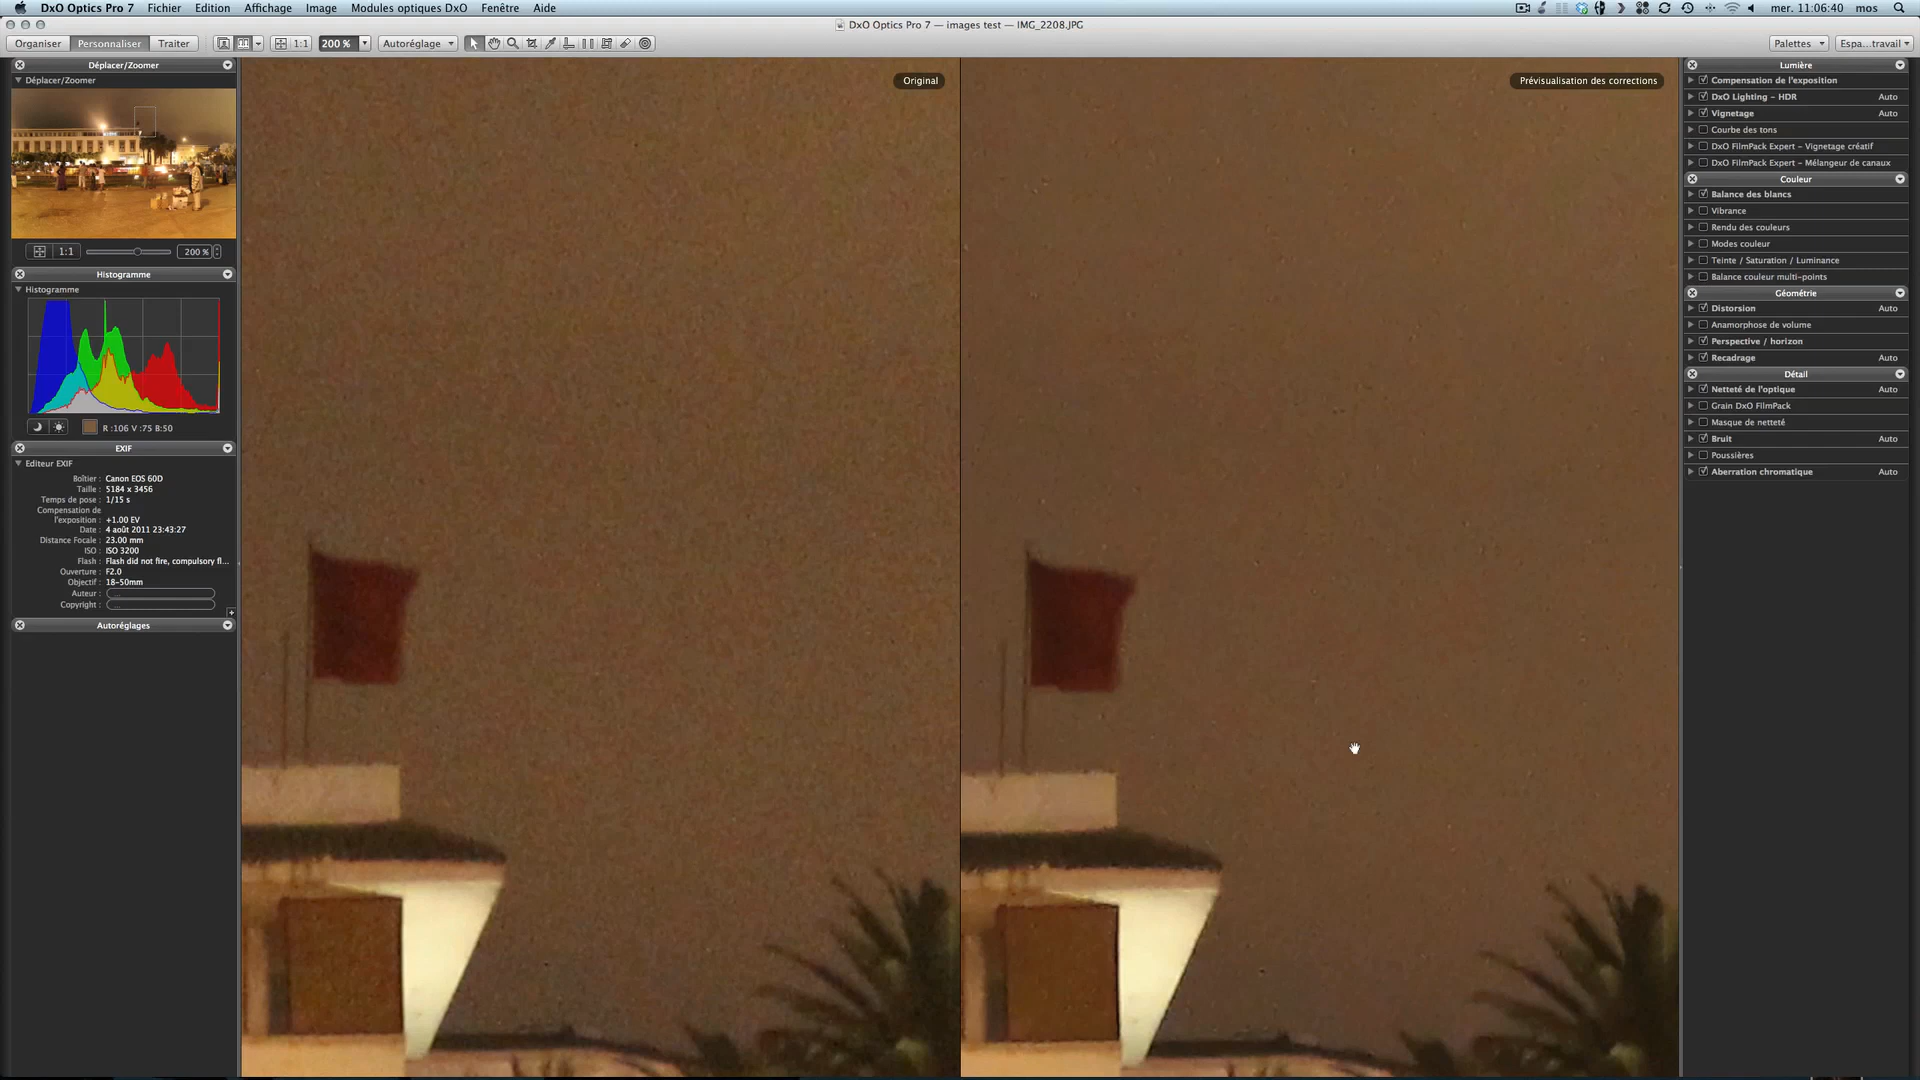 DxO Optics Pro 7 Fichier Edition Affichage Image Modules optiques DxO Fenêtre Aide mer. 11:06:40 mos
DxO Optics Pro 7 — images test — IMG_2208.JPG
Organiser Personnaliser Traiter 1:1 200 % Autoréglage Palettes Espa...travail
Déplacer/Zoomer
Déplacer/Zoomer
1:1 200 %
Histogramme
Histogramme
R :106 V :75 B:50
EXIF
Editeur EXIF
Boîtier : Canon EOS 60D
Taille : 5184 x 3456
Temps de pose : 1/15 s
Compensation de
l'exposition : +1.00 EV
Date : 4 août 2011 23:43:27
Distance Focale : 23.00 mm
ISO : ISO 3200
Flash : Flash did not fire, compulsory fl...
Ouverture : F2.0
Objectif : 18-50mm
Auteur : ...
Copyright : ...
Autoréglages
Original
Prévisualisation des corrections
Lumière
Compensation de l'exposition
DxO Lighting - HDR Auto
Vignetage Auto
Courbe des tons
DxO FilmPack Expert - Vignetage créatif
DxO FilmPack Expert - Mélangeur de canaux
Couleur
Balance des blancs
Vibrance
Rendu des couleurs
Modes couleur
Teinte / Saturation / Luminance
Balance couleur multi-points
Géométrie
Distorsion Auto
Anamorphose de volume
Perspective / horizon
Recadrage Auto
Détail
Netteté de l'optique Auto
Grain DxO FilmPack
Masque de netteté
Bruit Auto
Poussières
Aberration chromatique Auto